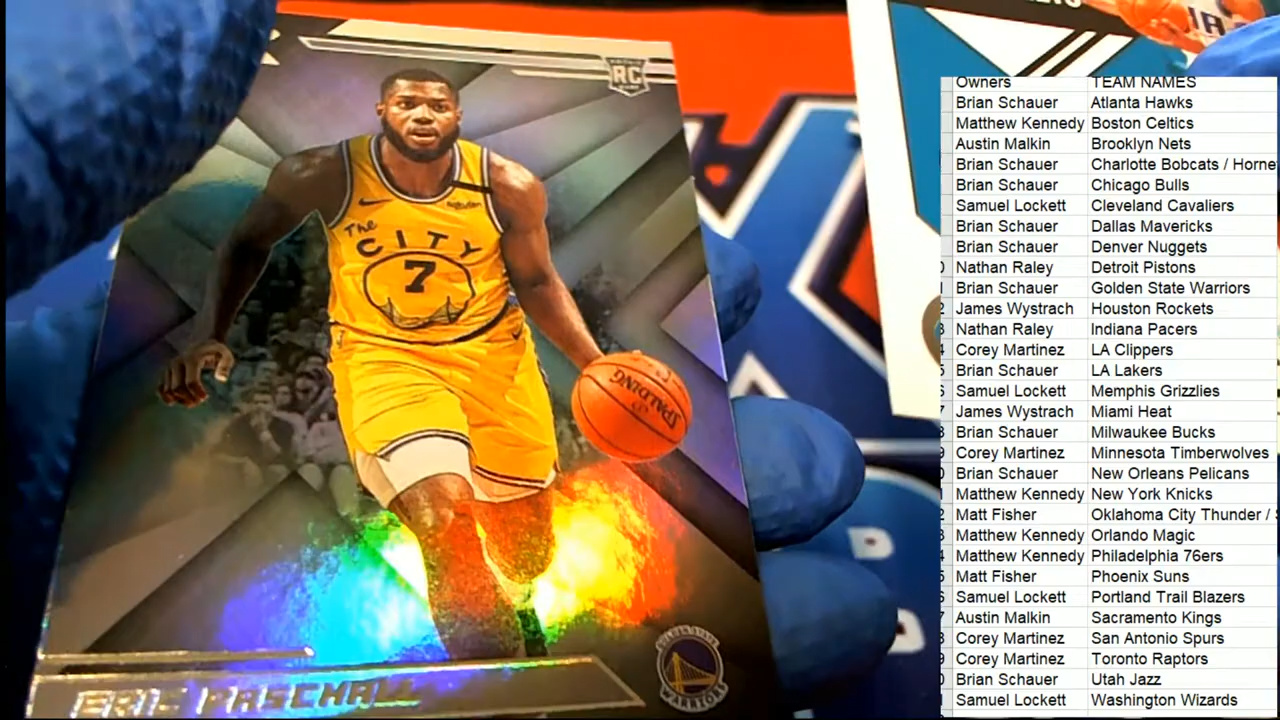 RC
Rakuten
The
CITY
7
SPALDING
GOLDEN STATE
WARRIORS
ERIC PASCHALL
Owners TEAM NAMES
Brian Schauer Atlanta Hawks
Matthew Kennedy Boston Celtics
Austin Malkin Brooklyn Nets
Brian Schauer Charlotte Bobcats / Horne
Brian Schauer Chicago Bulls
Samuel Lockett Cleveland Cavaliers
Brian Schauer Dallas Mavericks
Brian Schauer Denver Nuggets
Nathan Raley Detroit Pistons
Brian Schauer Golden State Warriors
James Wystrach Houston Rockets
Nathan Raley Indiana Pacers
Corey Martinez LA Clippers
Brian Schauer LA Lakers
Samuel Lockett Memphis Grizzlies
James Wystrach Miami Heat
Brian Schauer Milwaukee Bucks
Corey Martinez Minnesota Timberwolves
Brian Schauer New Orleans Pelicans
Matthew Kennedy New York Knicks
Matt Fisher Oklahoma City Thunder /
Matthew Kennedy Orlando Magic
Matthew Kennedy Philadelphia 76ers
Matt Fisher Phoenix Suns
Samuel Lockett Portland Trail Blazers
Austin Malkin Sacramento Kings
Corey Martinez San Antonio Spurs
Corey Martinez Toronto Raptors
Brian Schauer Utah Jazz
Samuel Lockett Washington Wizards